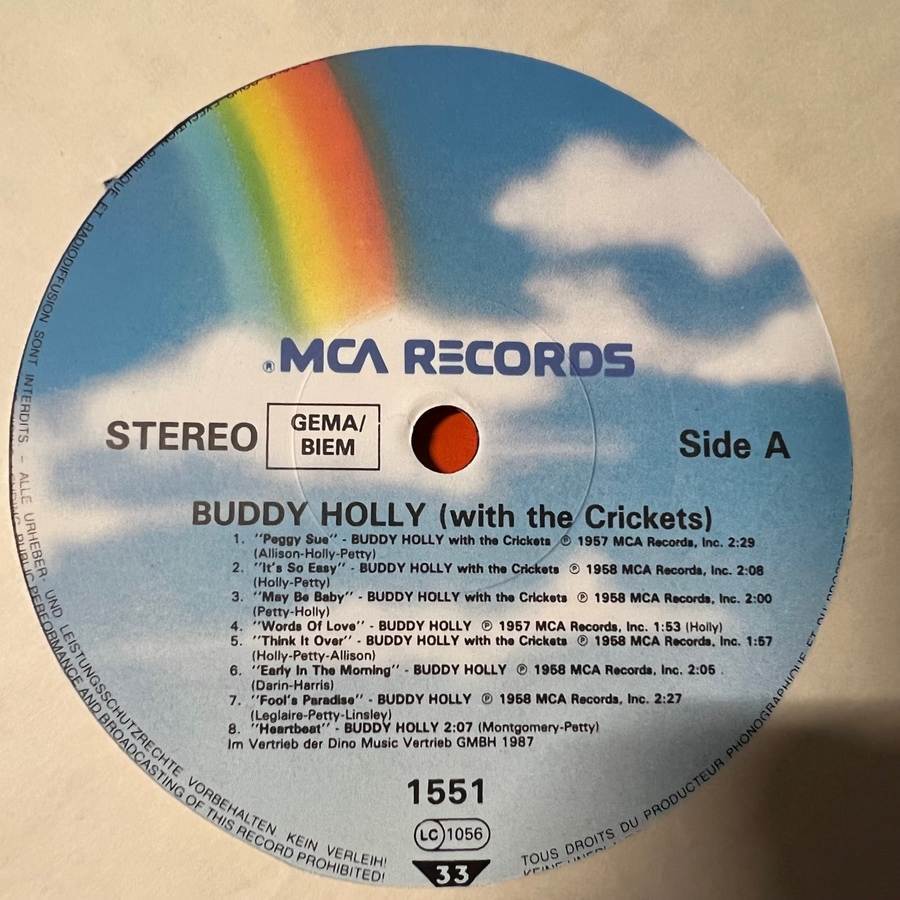 ® MCA RECORDS
STEREO
GEMA/
BIEM
Side A
BUDDY HOLLY (with the Crickets)
1. "Peggy Sue" - BUDDY HOLLY with the Crickets ℗ 1957 MCA Records, Inc. 2:29
(Allison-Holly-Petty)
2. "It's So Easy" - BUDDY HOLLY with the Crickets ℗ 1958 MCA Records, Inc. 2:08
(Holly-Petty)
3. "May Be Baby" - BUDDY HOLLY with the Crickets ℗ 1958 MCA Records, Inc. 2:00
(Petty-Holly)
4. "Words Of Love" - BUDDY HOLLY ℗ 1957 MCA Records, Inc. 1:53 (Holly)
5. "Think It Over" - BUDDY HOLLY with the Crickets ℗ 1958 MCA Records, Inc. 1:57
(Holly-Petty-Allison)
6. "Early In The Morning" - BUDDY HOLLY ℗ 1958 MCA Records, Inc. 2:05
(Darin-Harris)
7. "Fool's Paradise" - BUDDY HOLLY ℗ 1958 MCA Records, Inc. 2:27
(Leglaire-Petty-Linsley)
8. "Heartbeat" - BUDDY HOLLY 2:07 (Montgomery-Petty)
Im Vertrieb der Dino Music Vertrieb GMBH 1987
1551
LC 1056
33
TOUS DROITS DU PRODUCTEUR PHONOGRAPHIQUE ET DU
PUBLIQUE ET RADIODIFFUSION SONT INTERDITS. – ALLE URHEBER- UND LEISTUNGSSCHUTZRECHTE VORBEHALTEN. KEIN VERLEIH!
PUBLIC PERFORMANCE AND BROADCASTING OF THIS RECORD PROHIBITED!